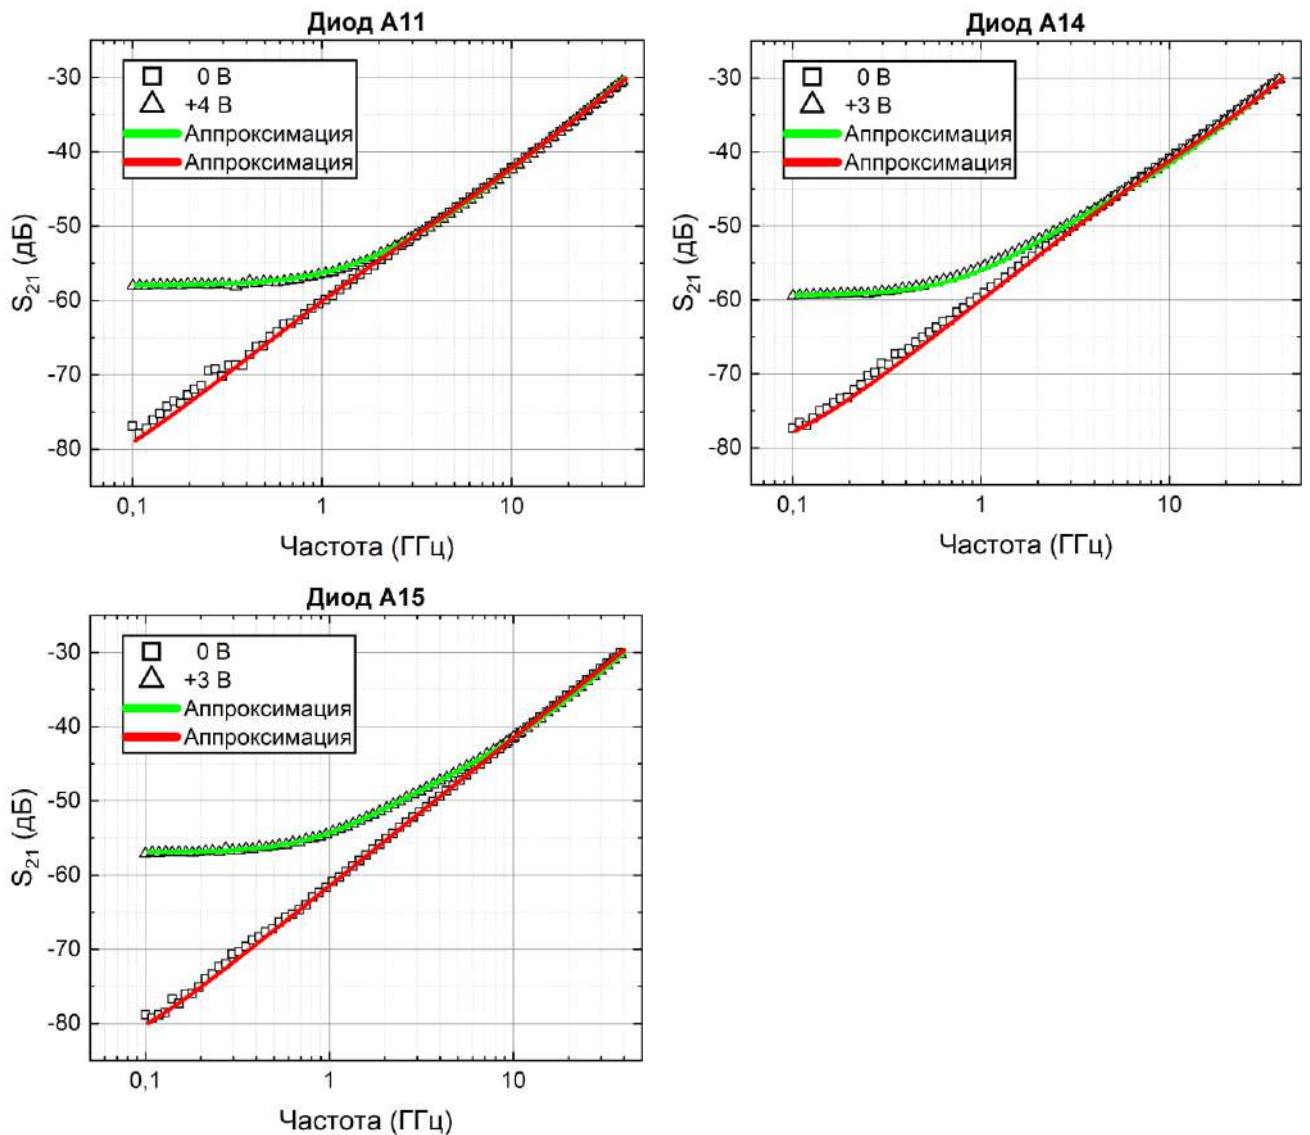 Диод А11
0 В
+4 В
Аппроксимация
Аппроксимация
S21 (дБ)
-30
-40
-50
-60
-70
-80
0,1
1
10
Частота (ГГц)
Диод А14
0 В
+3 В
Аппроксимация
Аппроксимация
S21 (дБ)
-30
-40
-50
-60
-70
-80
0,1
1
10
Частота (ГГц)
Диод А15
0 В
+3 В
Аппроксимация
Аппроксимация
S21 (дБ)
-30
-40
-50
-60
-70
-80
0,1
1
10
Частота (ГГц)